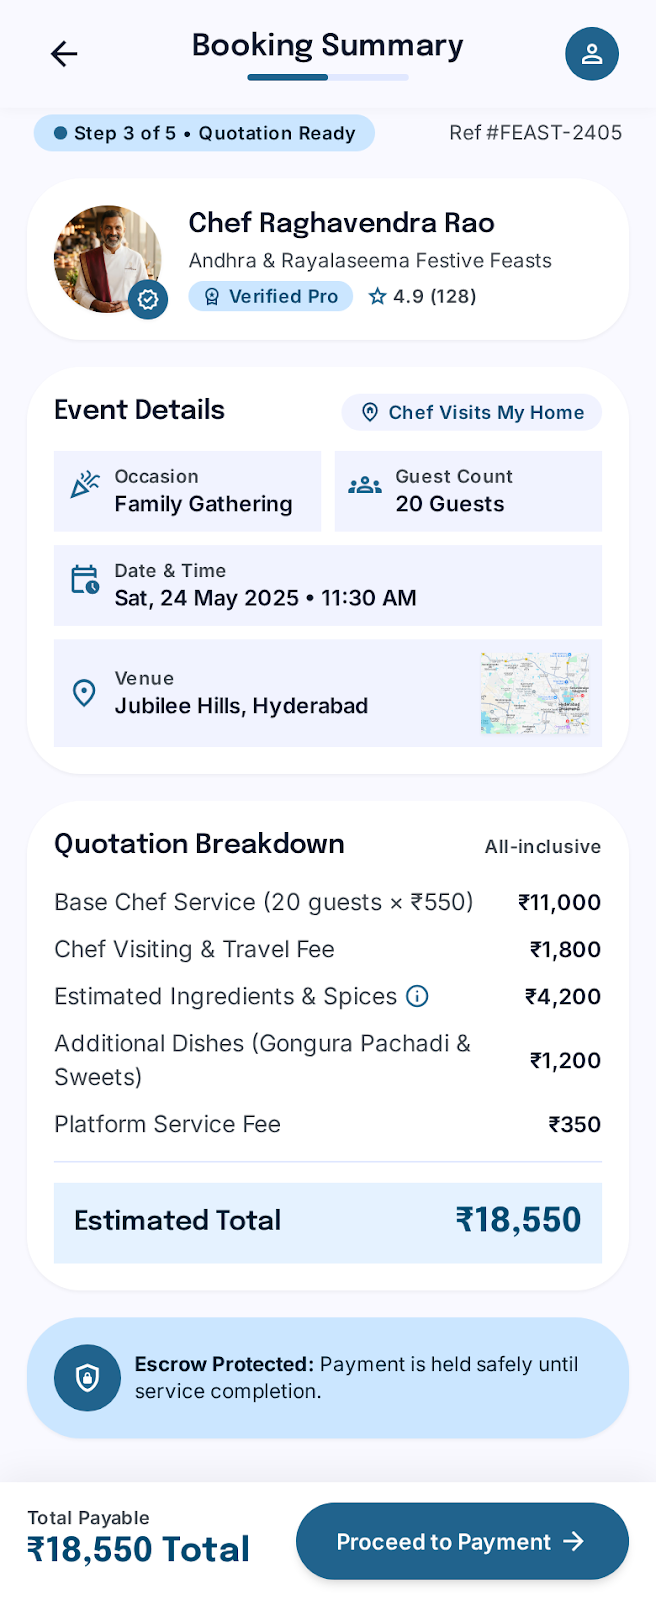 Booking Summary
Step 3 of 5 • Quotation Ready
Ref #FEAST-2405
Chef Raghavendra Rao
Andhra & Rayalaseema Festive Feasts
Verified Pro
4.9 (128)
Event Details
Chef Visits My Home
Occasion
Family Gathering
Guest Count
20 Guests
Date & Time
Sat, 24 May 2025 • 11:30 AM
Venue
Jubilee Hills, Hyderabad
Quotation Breakdown
All-inclusive
Base Chef Service (20 guests × ₹550)
₹11,000
Chef Visiting & Travel Fee
₹1,800
Estimated Ingredients & Spices
₹4,200
Additional Dishes (Gongura Pachadi &
Sweets)
₹1,200
Platform Service Fee
₹350
Estimated Total
₹18,550
Escrow Protected: Payment is held safely until
service completion.
Total Payable
₹18,550 Total
Proceed to Payment